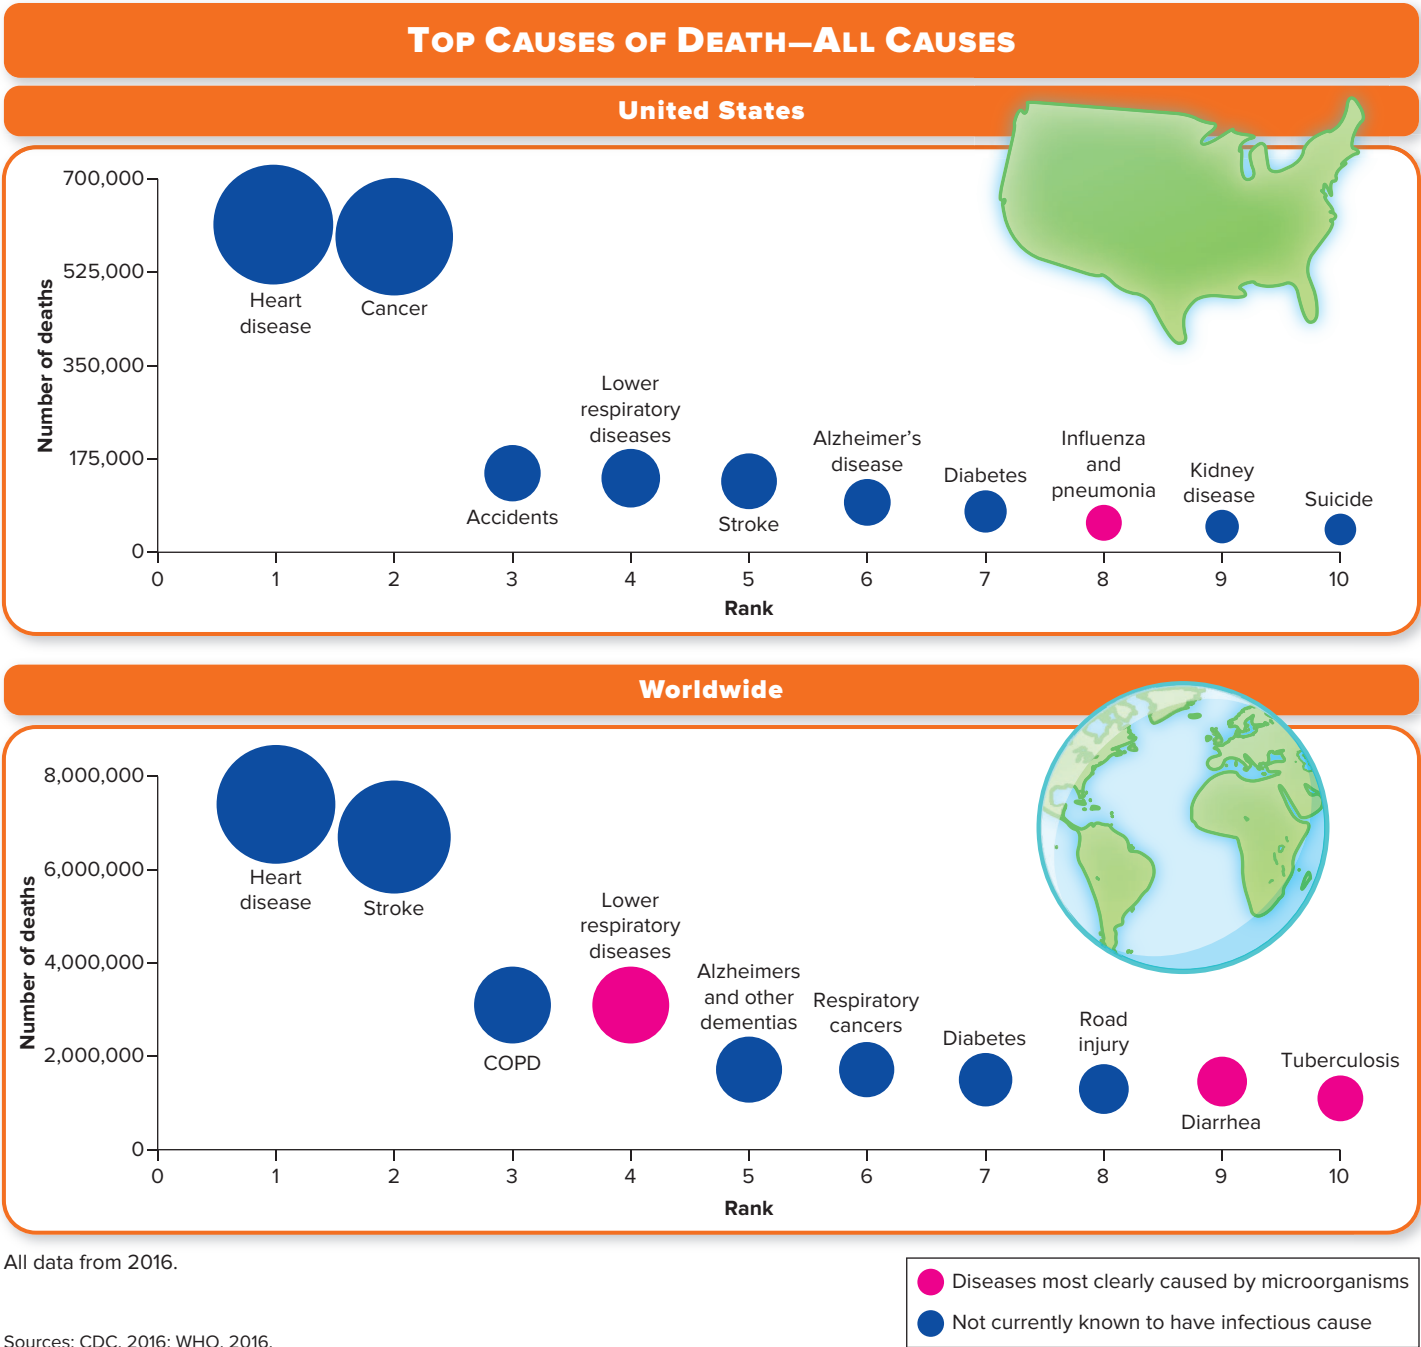 TOP CAUSES OF DEATH—ALL CAUSES
United States
Number of deaths
700,000
525,000
350,000
175,000
0
Heart
disease
Cancer
Accidents
Lower
respiratory
diseases
Stroke
Alzheimer's
disease
Diabetes
Influenza
and
pneumonia
Kidney
disease
Suicide
0 1 2 3 4 5 6 7 8 9 10
Rank
Worldwide
Number of deaths
8,000,000
6,000,000
4,000,000
2,000,000
0
Heart
disease
Stroke
COPD
Lower
respiratory
diseases
Alzheimers
and other
dementias
Respiratory
cancers
Diabetes
Road
injury
Diarrhea
Tuberculosis
0 1 2 3 4 5 6 7 8 9 10
Rank
All data from 2016.
Diseases most clearly caused by microorganisms
Not currently known to have infectious cause
Sources: CDC, 2016; WHO, 2016.